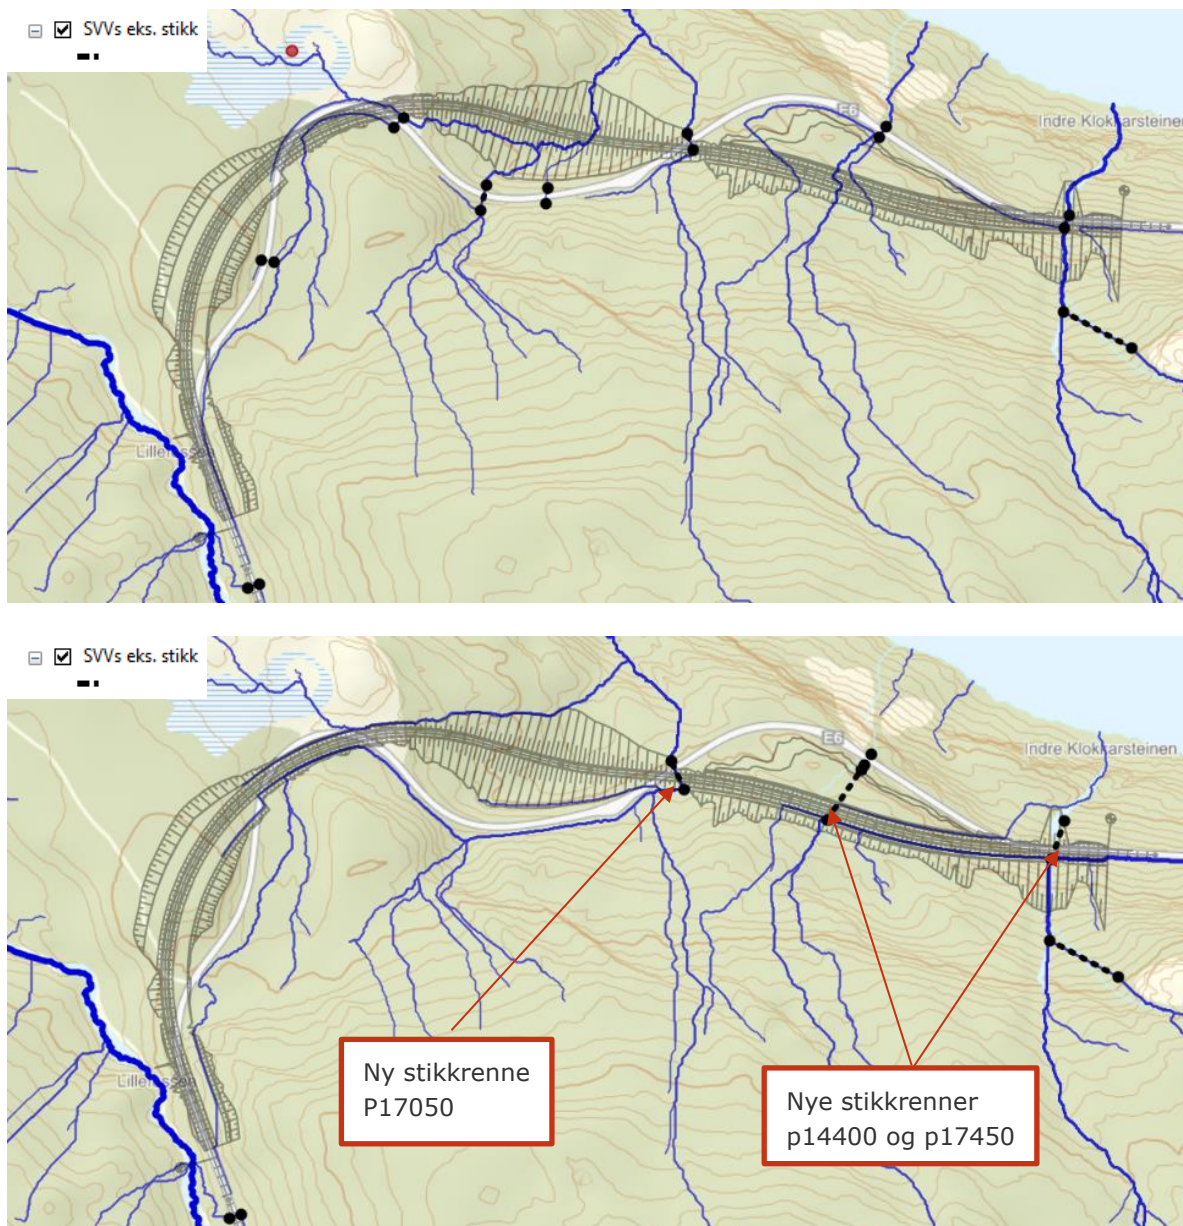 SVVs eks. stikk
E6
Indre Klokkarsteinen
SVVs eks. stikk
E6
Indre Klokkarsteinen
Ny stikkrenne
P17050
Nye stikkrenner
p14400 og p17450